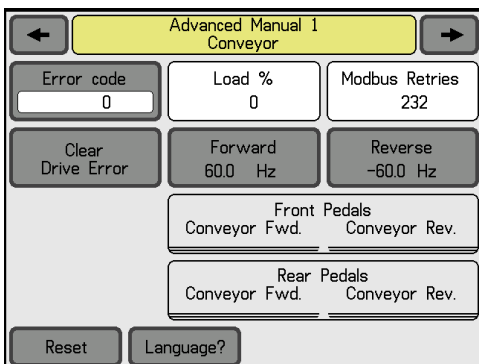 Advanced Manual 1
Conveyor
Error code
0
Load %
0
Modbus Retries
232
Clear
Drive Error
Forward
60.0 Hz
Reverse
-60.0 Hz
Front Pedals
Conveyor Fwd. Conveyor Rev.
Rear Pedals
Conveyor Fwd. Conveyor Rev.
Reset
Language?